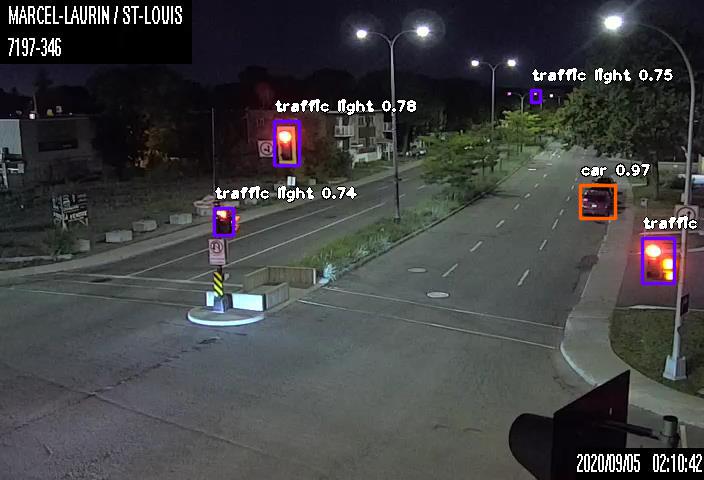 MARCEL-LAURIN / ST-LOUIS
7197-346
traffic light 0.75
traffic light 0.78
car 0.97
traffic light 0.74
traffic
2020/09/05 02:10:42